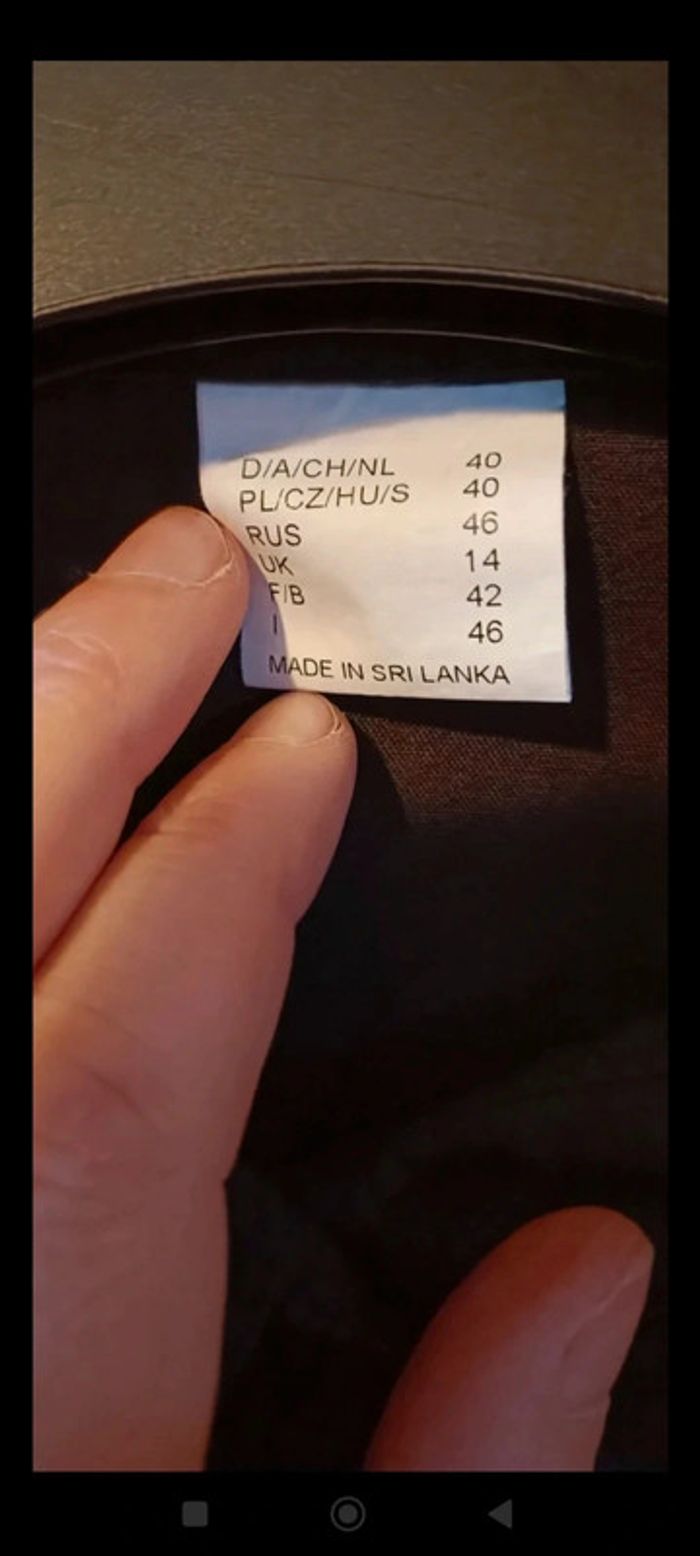 D/A/CH/NL 40
PL/CZ/HU/S 40
RUS 46
UK 14
F/B 42
I 46
MADE IN SRI LANKA